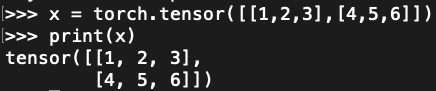 >>> x = torch.tensor([[1,2,3],[4,5,6]])
>>> print(x)
tensor([[1, 2, 3],
        [4, 5, 6]])